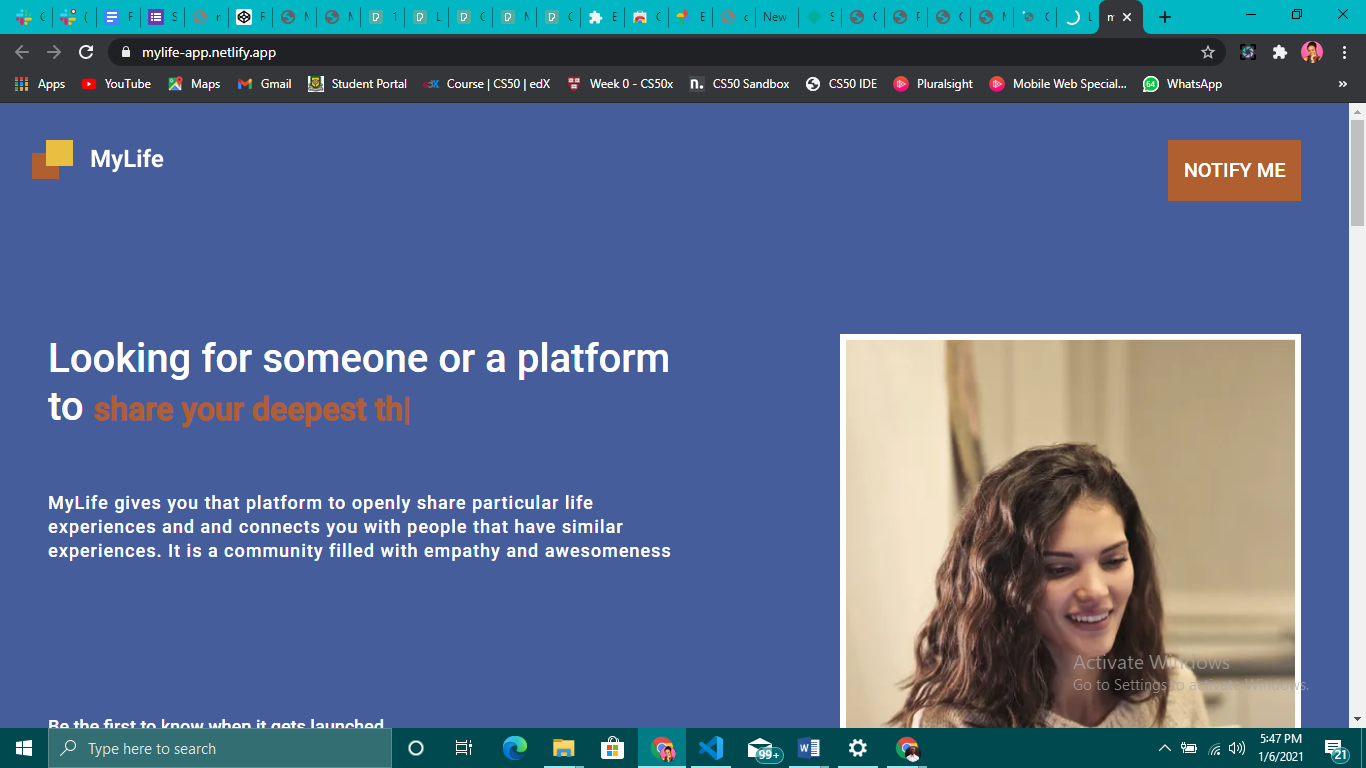 New
mylife-app.netlify.app
Apps
YouTube
Maps
Gmail
Student Portal
Course | CS50 | edX
Week 0 - CS50x
CS50 Sandbox
CS50 IDE
Pluralsight
Mobile Web Special...
WhatsApp
»
MyLife
NOTIFY ME
Looking for someone or a platform
to share your deepest th|
MyLife gives you that platform to openly share particular life
experiences and and connects you with people that have similar
experiences. It is a community filled with empathy and awesomeness
Be the first to know when it gets launched
Activate Windows
Go to Settings to activate Windows.
Type here to search
99+
5:47 PM
1/6/2021
21